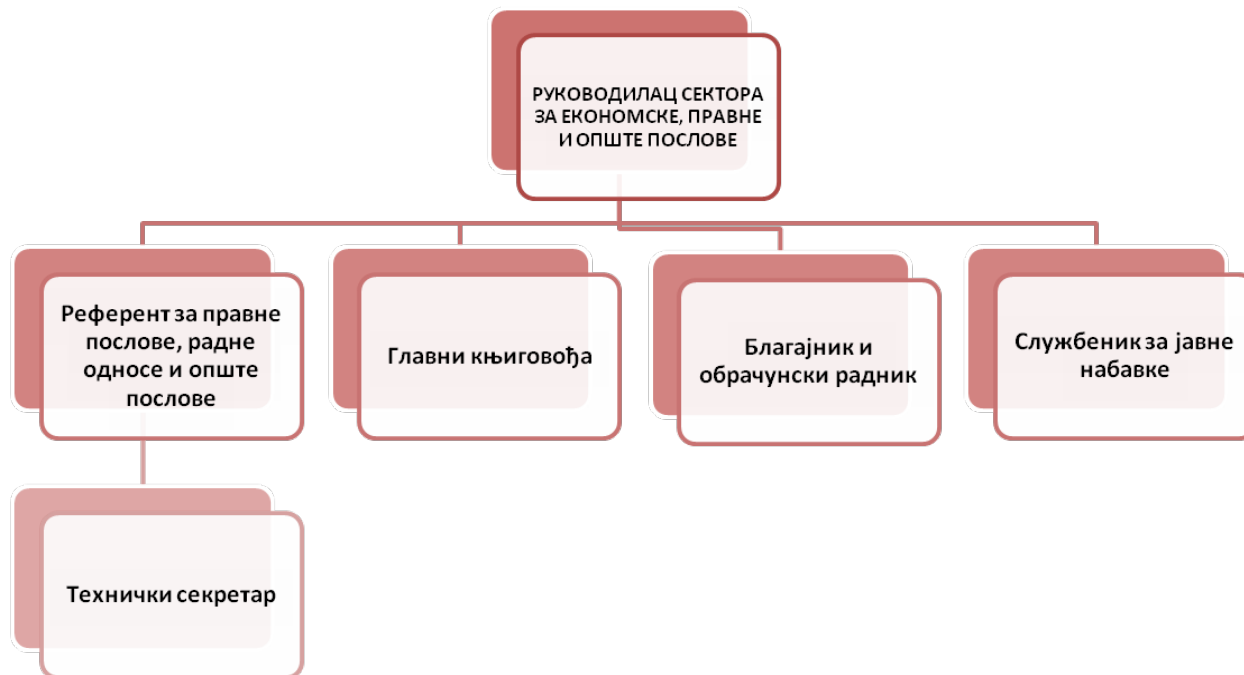 РУКОВОДИЛАЦ СЕКТОРА
ЗА ЕКОНОМСКЕ, ПРАВНЕ
И ОПШТЕ ПОСЛОВЕ
Референт за правне
послове, радне
односе и опште
послове
Главни књиговођа
Благајник и
обрачунски радник
Службеник за јавне
набавке
Технички секретар